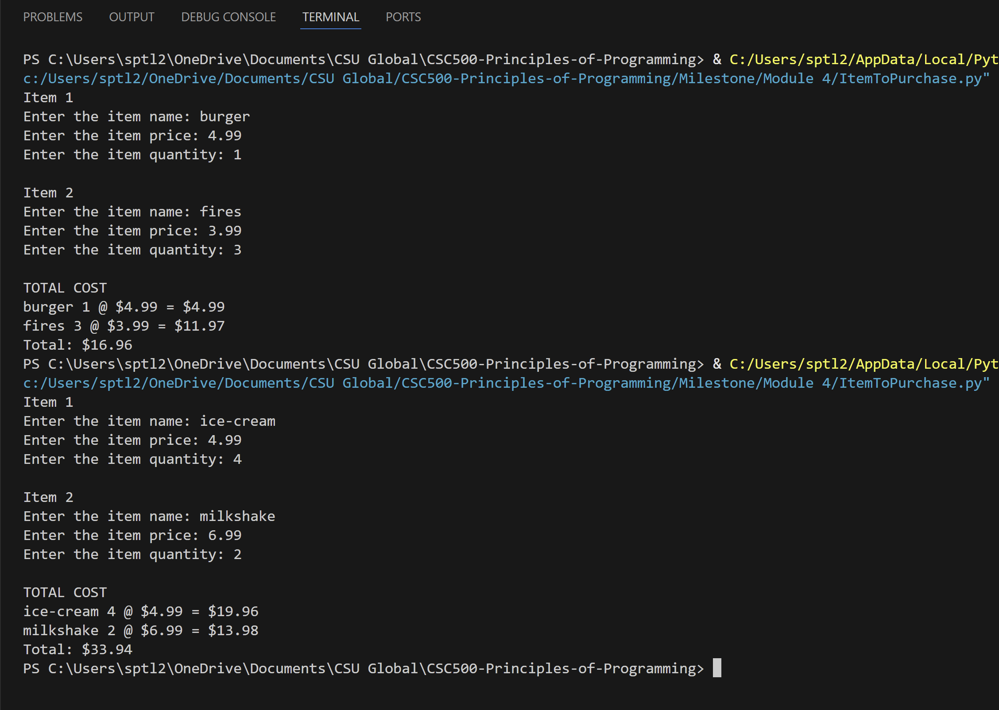 PROBLEMS OUTPUT DEBUG CONSOLE TERMINAL PORTS
PS C:\Users\sptl2\OneDrive\Documents\CSU Global\CSC500-Principles-of-Programming> & C:/Users/sptl2/AppData/Local/Pyt
c:/Users/sptl2/OneDrive/Documents/CSU Global/CSC500-Principles-of-Programming/Milestone/Module 4/ItemToPurchase.py"
Item 1
Enter the item name: burger
Enter the item price: 4.99
Enter the item quantity: 1
Item 2
Enter the item name: fires
Enter the item price: 3.99
Enter the item quantity: 3
TOTAL COST
burger 1 @ $4.99 = $4.99
fires 3 @ $3.99 = $11.97
Total: $16.96
PS C:\Users\sptl2\OneDrive\Documents\CSU Global\CSC500-Principles-of-Programming> & C:/Users/sptl2/AppData/Local/Pyt
c:/Users/sptl2/OneDrive/Documents/CSU Global/CSC500-Principles-of-Programming/Milestone/Module 4/ItemToPurchase.py"
Item 1
Enter the item name: ice-cream
Enter the item price: 4.99
Enter the item quantity: 4
Item 2
Enter the item name: milkshake
Enter the item price: 6.99
Enter the item quantity: 2
TOTAL COST
ice-cream 4 @ $4.99 = $19.96
milkshake 2 @ $6.99 = $13.98
Total: $33.94
PS C:\Users\sptl2\OneDrive\Documents\CSU Global\CSC500-Principles-of-Programming>